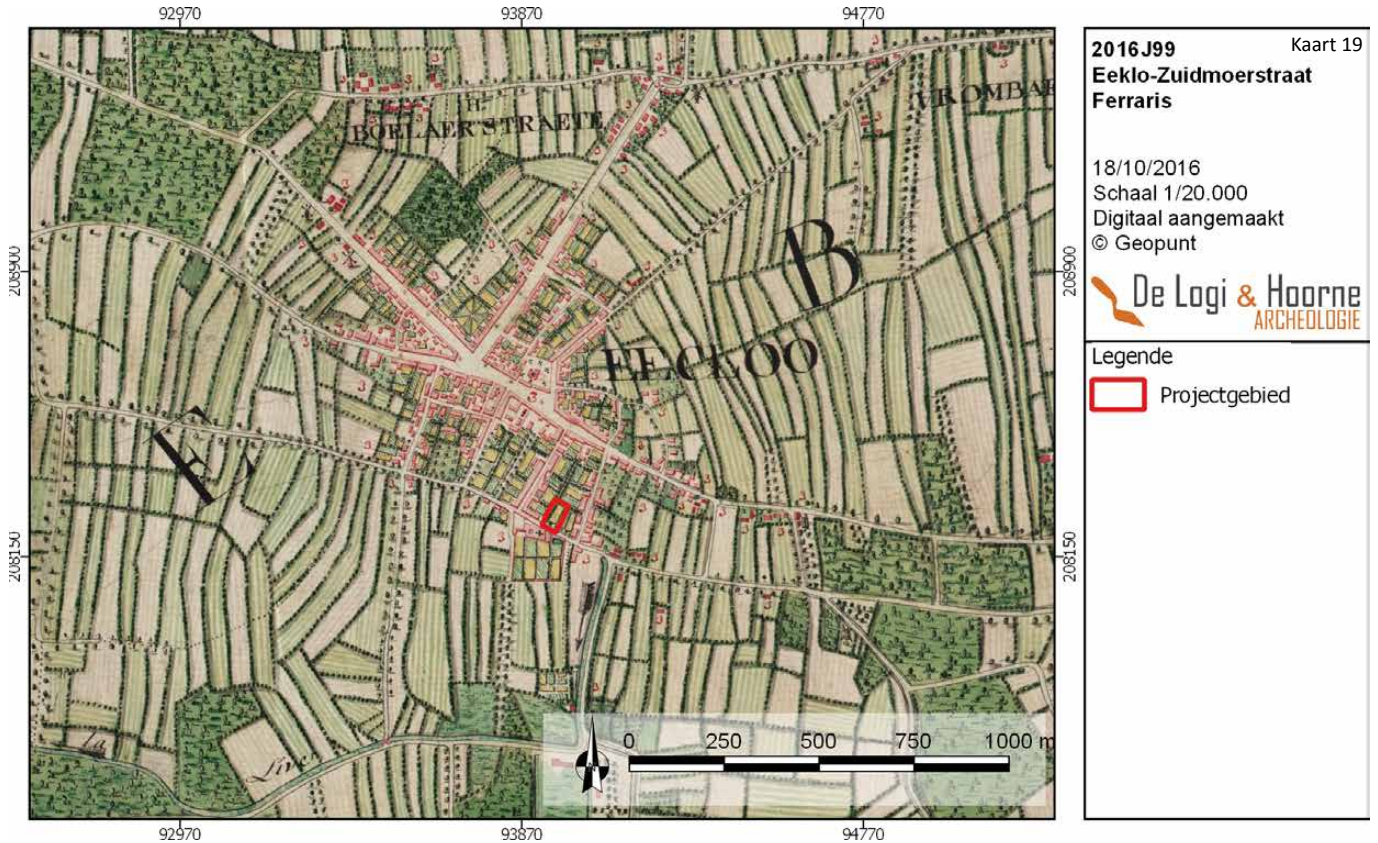 92970 93870 94770
2016J99 Kaart 19
Eeklo-Zuidmoerstraat
Ferraris
18/10/2016
Schaal 1/20.000
Digitaal aangemaakt
© Geopunt
De Logi & Hoorne
ARCHEOLOGIE
Legende
Projectgebied
BOELAER STRAETE
VROMBAE
208900 208900
B
EECLOO
E
208150 208150
la
Live
0 250 500 750 1000 m
92970 93870 94770